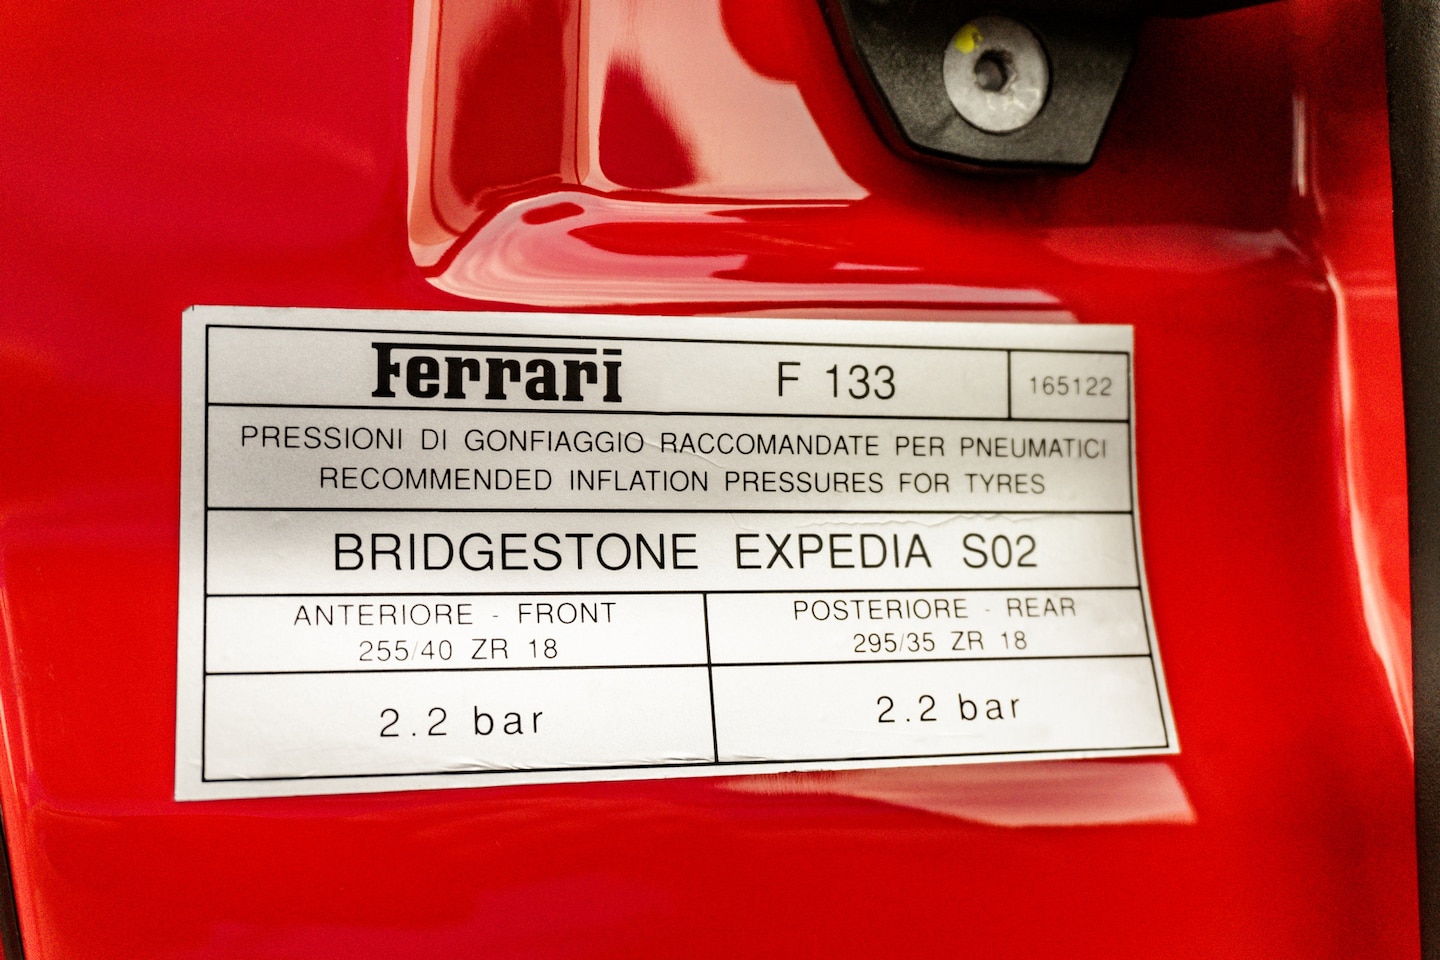 Ferrari F 133 165122
PRESSIONI DI GONFIAGGIO RACCOMANDATE PER PNEUMATICI
RECOMMENDED INFLATION PRESSURES FOR TYRES
BRIDGESTONE EXPEDIA S02
ANTERIORE - FRONT
255/40 ZR 18
POSTERIORE - REAR
295/35 ZR 18
2.2 bar
2.2 bar